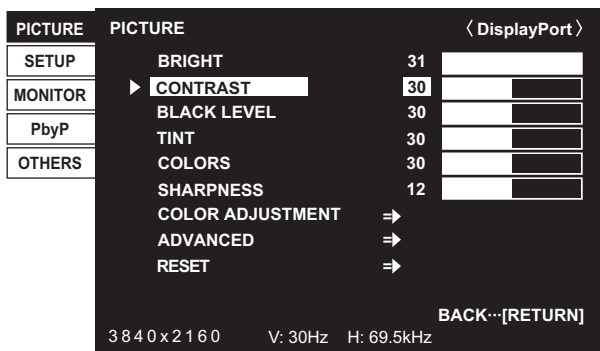 PICTURE
SETUP
MONITOR
PbyP
OTHERS
PICTURE 〈DisplayPort〉
BRIGHT 31
CONTRAST 30
BLACK LEVEL 30
TINT 30
COLORS 30
SHARPNESS 12
COLOR ADJUSTMENT
ADVANCED
RESET
BACK···[RETURN]
3840x2160 V: 30Hz H: 69.5kHz